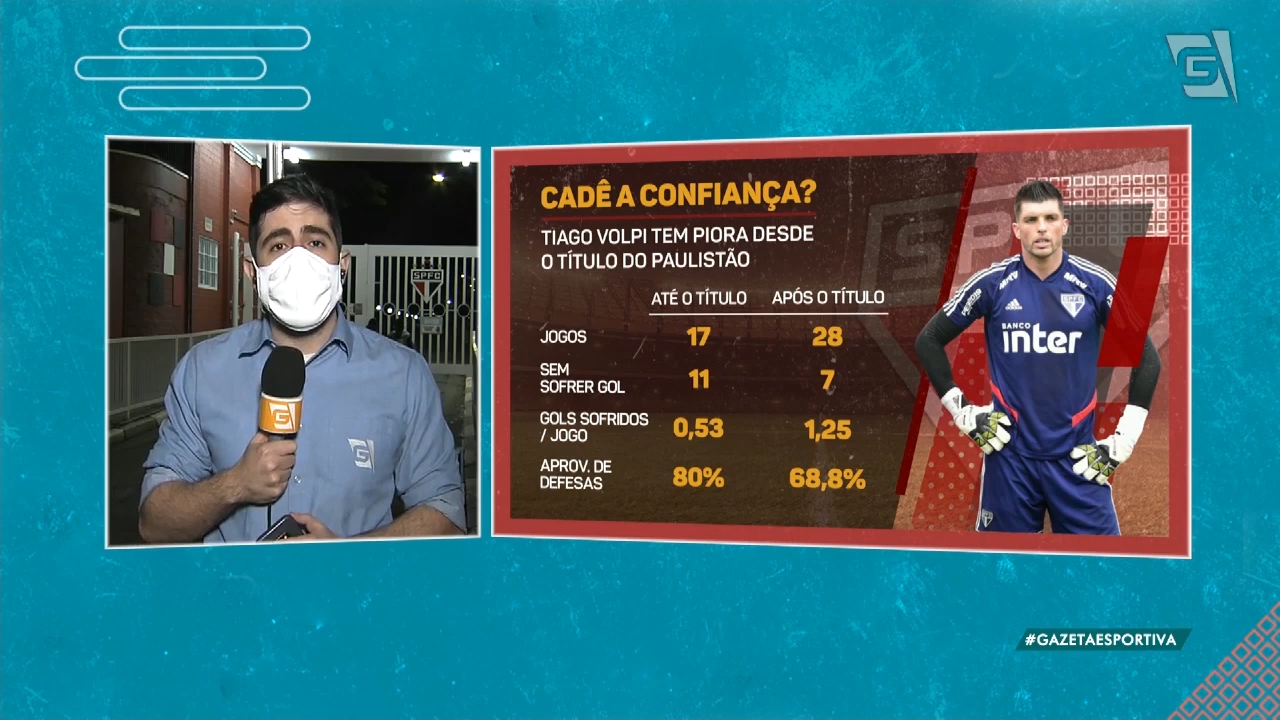 CADÊ A CONFIANÇA?
TIAGO VOLPI TEM PIORA DESDE
O TÍTULO DO PAULISTÃO
ATÉ O TÍTULO APÓS O TÍTULO
JOGOS 17 28
SEM
SOFRER GOL 11 7
GOLS SOFRIDOS
/ JOGO 0,53 1,25
APROV. DE
DEFESAS 80% 68,8%
SPFC
BANCO
inter
G
#GAZETAESPORTIVA